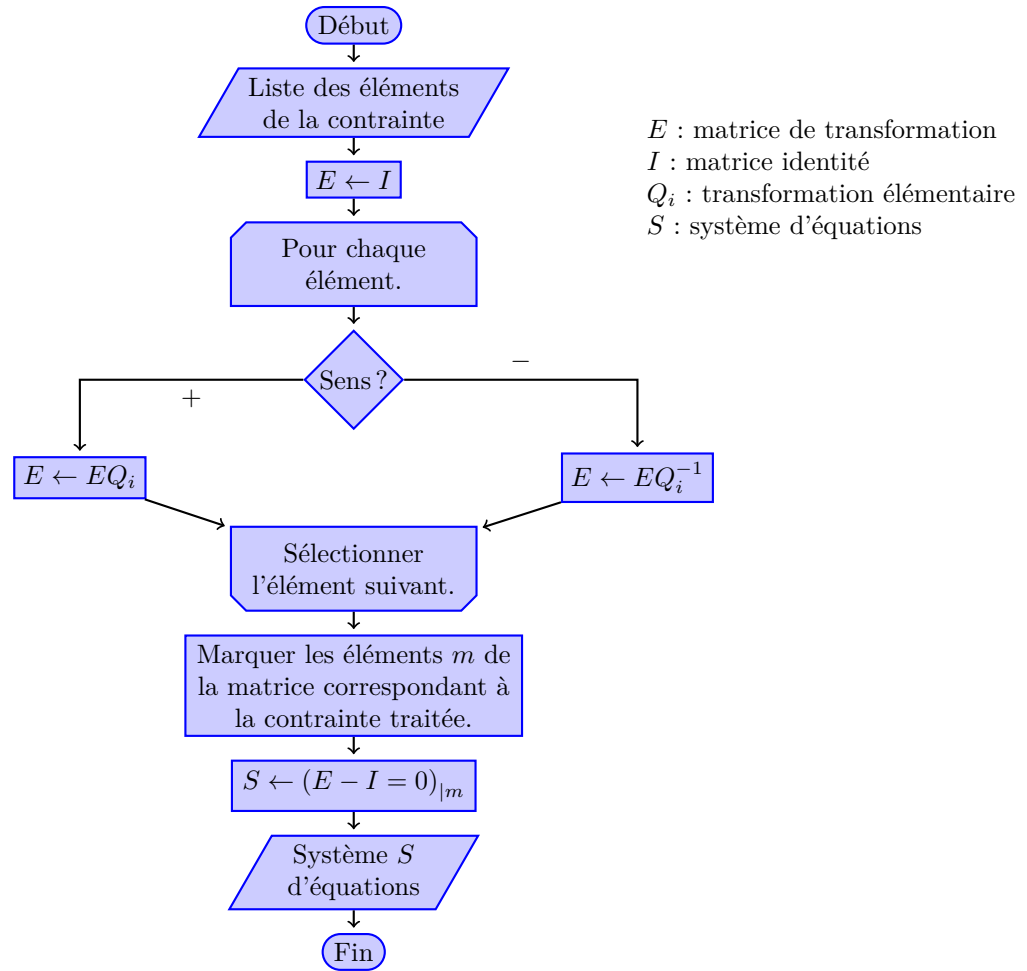 Début
Liste des éléments
de la contrainte
E : matrice de transformation
I : matrice identité
Q_i : transformation élémentaire
S : système d'équations
E ← I
Pour chaque
élément.
Sens ?
+
−
E ← EQ_i
E ← EQ_i^{-1}
Sélectionner
l'élément suivant.
Marquer les éléments m de
la matrice correspondant à
la contrainte traitée.
S ← (E − I = 0)_{|m}
Système S
d'équations
Fin